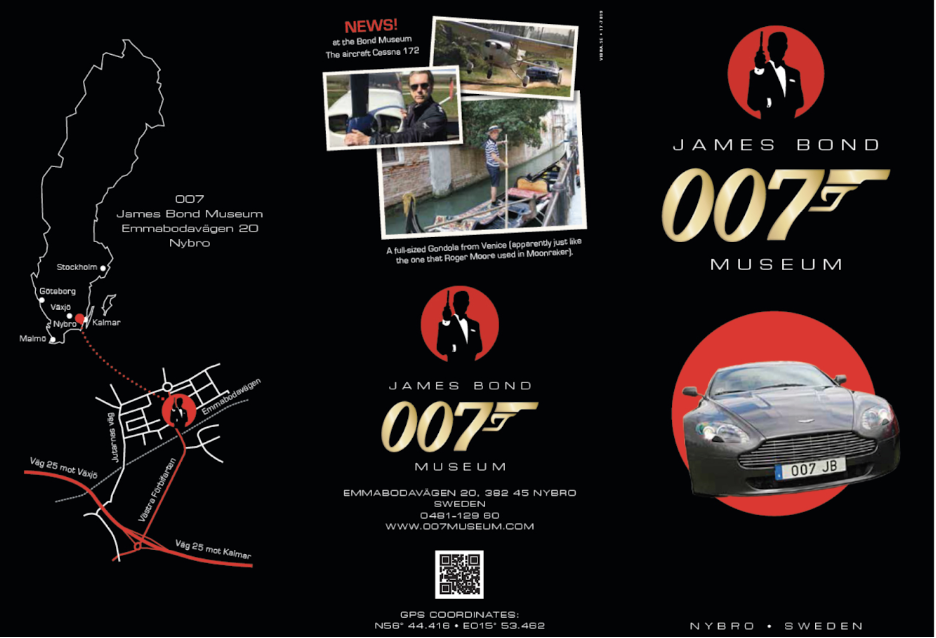 007
James Bond Museum
Emmabodavägen 20
Nybro
Stockholm
Göteborg
Växjö
Nybro
Kalmar
Malmö
Emmabodavägen
Jutarnas väg
Västra Förbifarten
Väg 25 mot Växjö
Väg 25 mot Kalmar
NEWS!
at the Bond Museum
The aircraft Cessna 172
A full-sized Gondola from Venice (apparently just like
the one that Roger Moore used in Moonraker).
JAMES BOND
007
MUSEUM
EMMABODAVÄGEN 20, 382 45 NYBRO
SWEDEN
0481-129 60
WWW.007MUSEUM.COM
GPS COORDINATES:
N56° 44.416 • E015° 53.462
JAMES BOND
007
MUSEUM
007 JB
NYBRO • SWEDEN